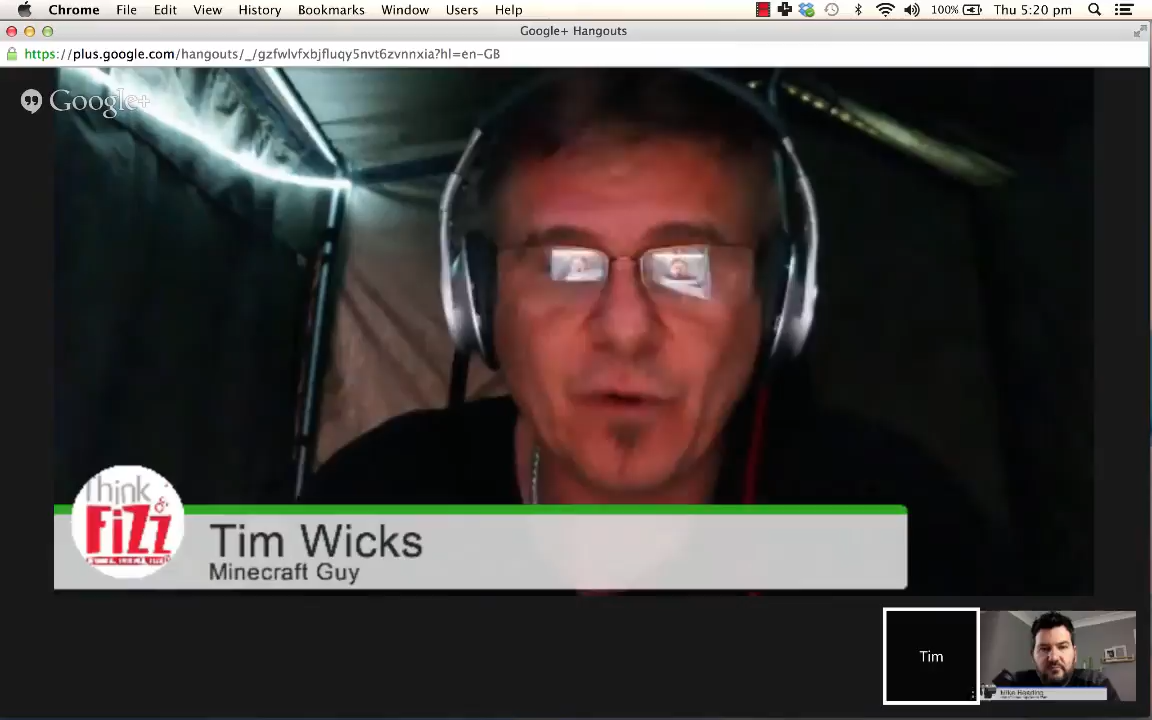 Chrome File Edit View History Bookmarks Window Users Help 100% Thu 5:20 pm
Google+ Hangouts
https://plus.google.com/hangouts/_/gzfwlvfxbjfluqy5nvt6zvnnxia?hl=en-GB
Google+
Think
&
FiZZ
Tim Wicks
Minecraft Guy
Tim